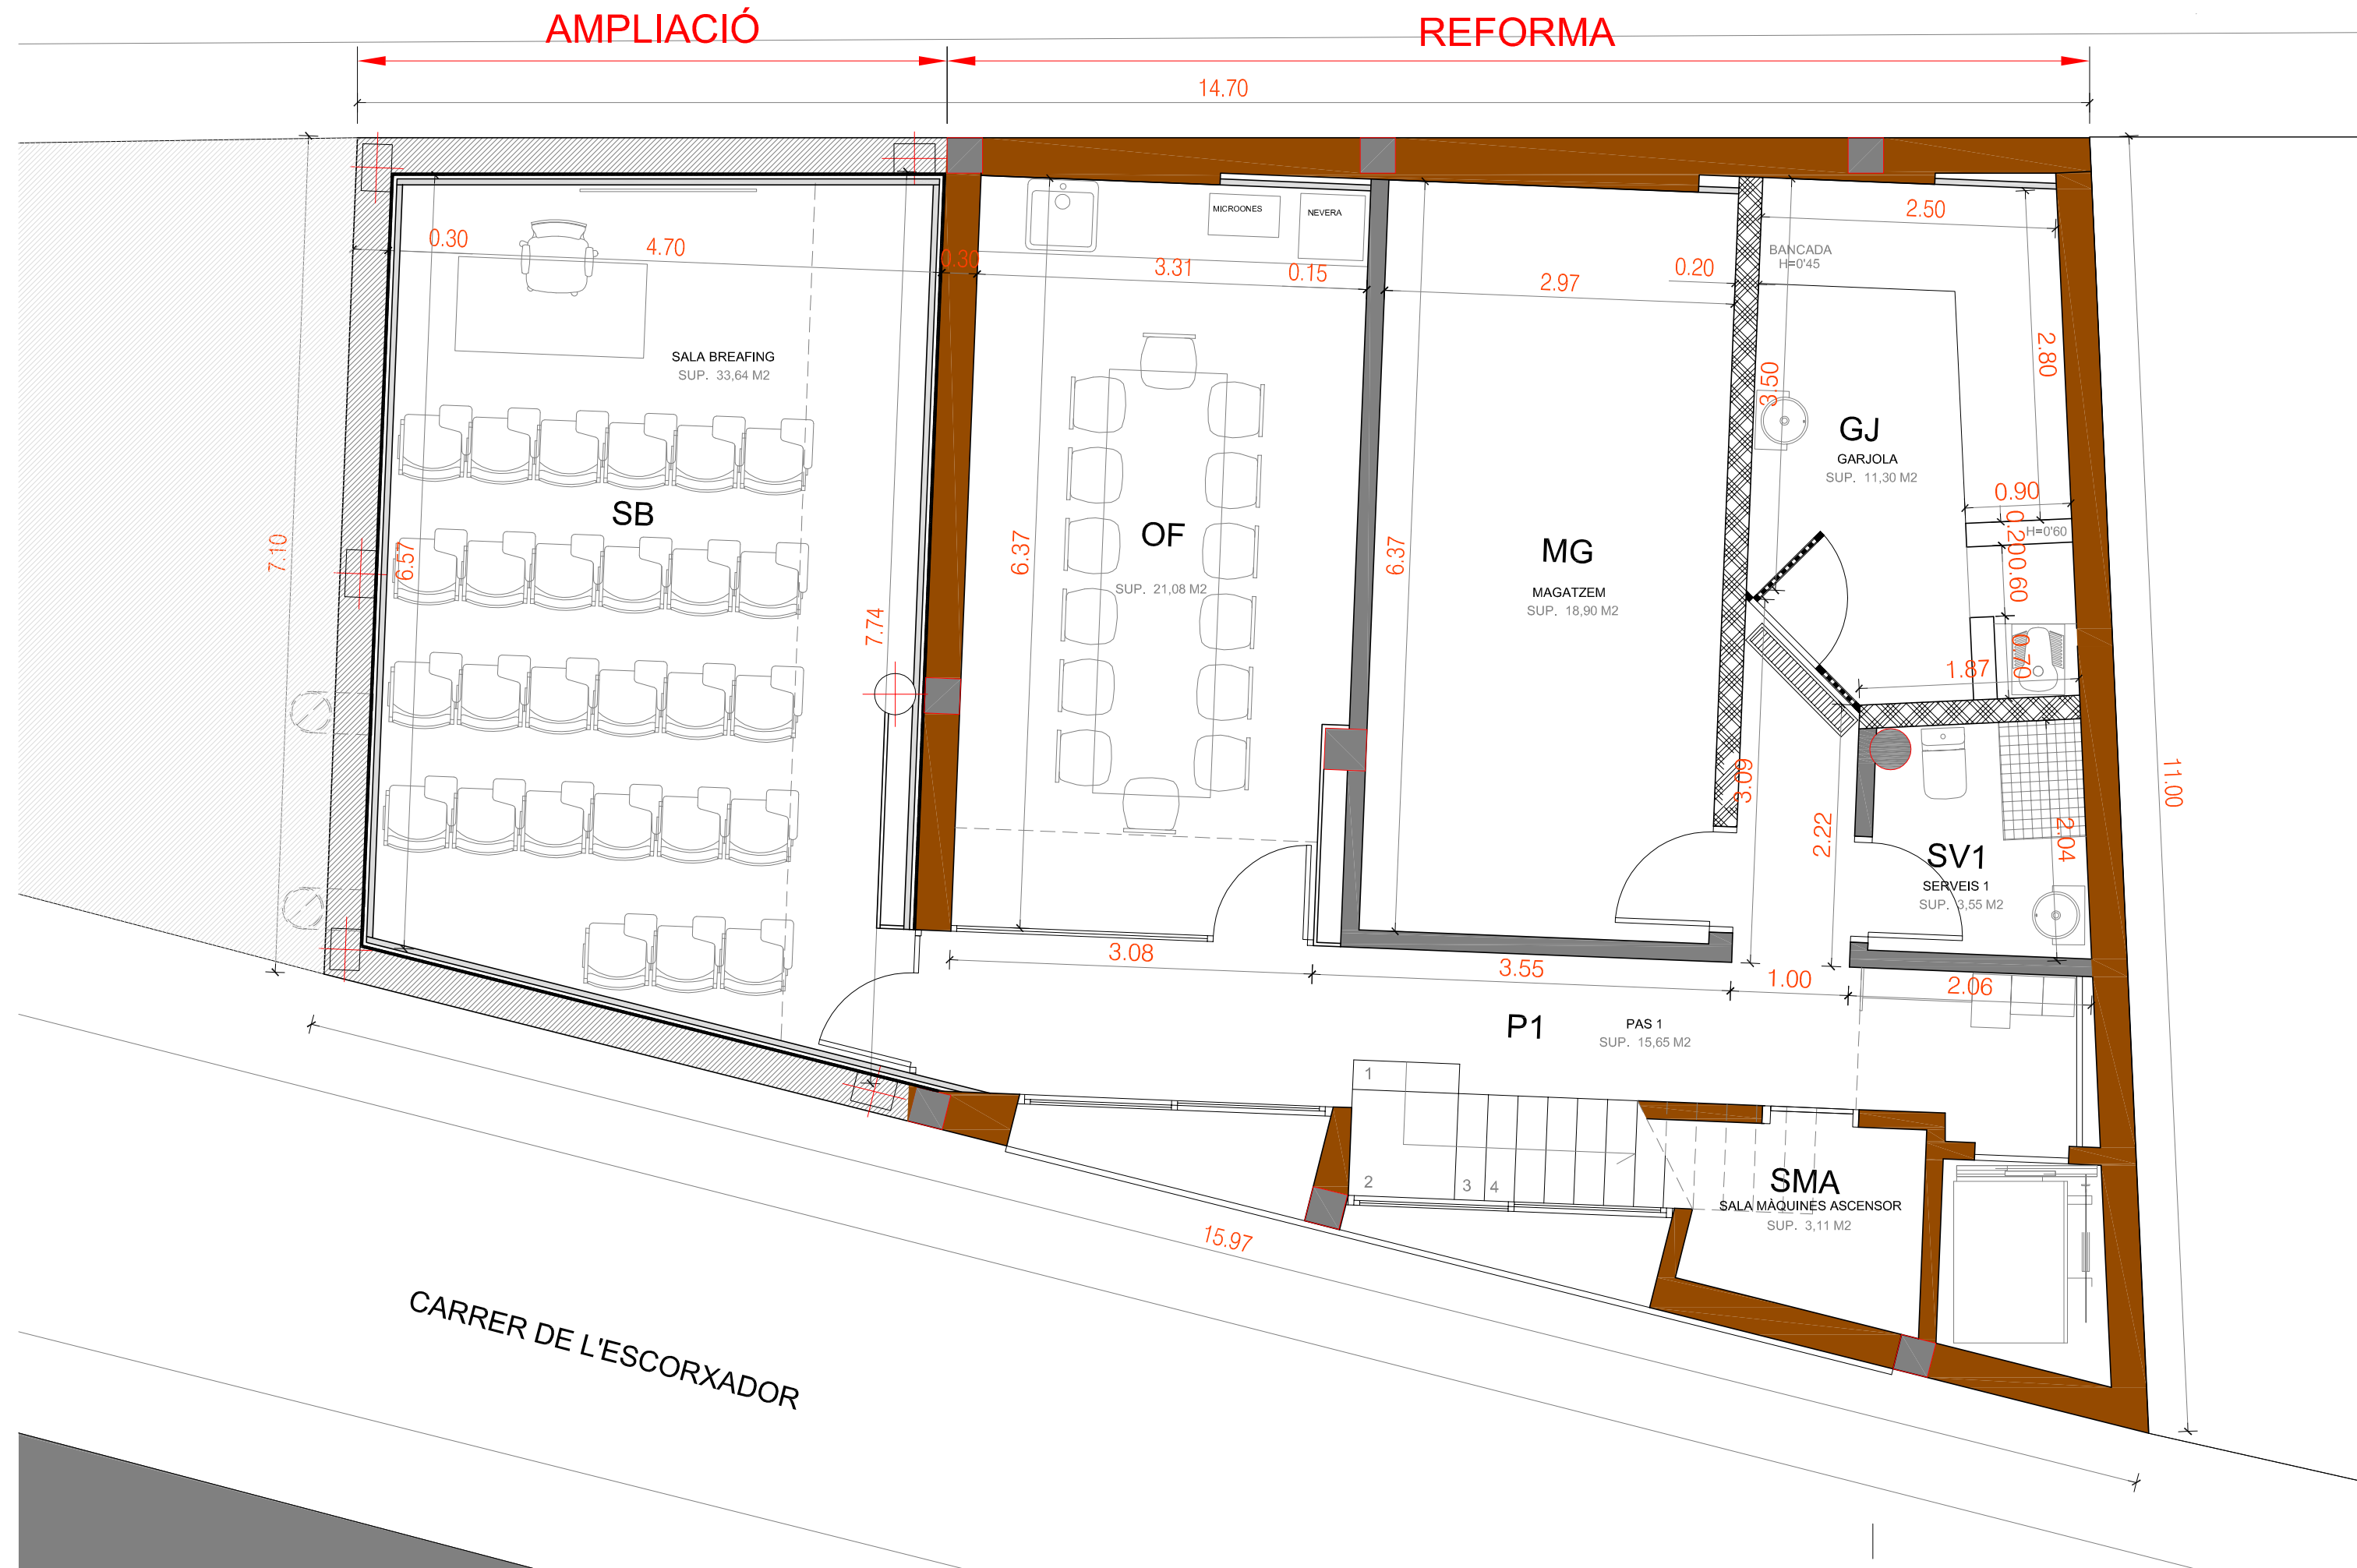 AMPLIACIÓ
REFORMA
14.70
0.30
4.70
0.30
3.31
0.15
2.97
0.20
2.50
MICROONES
NEVERA
BANCADA
H=0'45
SALA BREAFING
SUP. 33,64 M2
SB
6.57
7.10
7.74
6.37
OF
SUP. 21,08 M2
6.37
MG
MAGATZEM
SUP. 18,90 M2
3.50
2.80
GJ
GARJOLA
SUP. 11,30 M2
0.90
0.20
H=0'60
0.60
0.70
1.87
11.00
3.09
2.22
2.04
SV1
SERVEIS 1
SUP. 3,55 M2
3.08
3.55
1.00
2.06
P1
PAS 1
SUP. 15,65 M2
1
2
3
4
SMA
SALA MÀQUINES ASCENSOR
SUP. 3,11 M2
15.97
CARRER DE L'ESCORXADOR